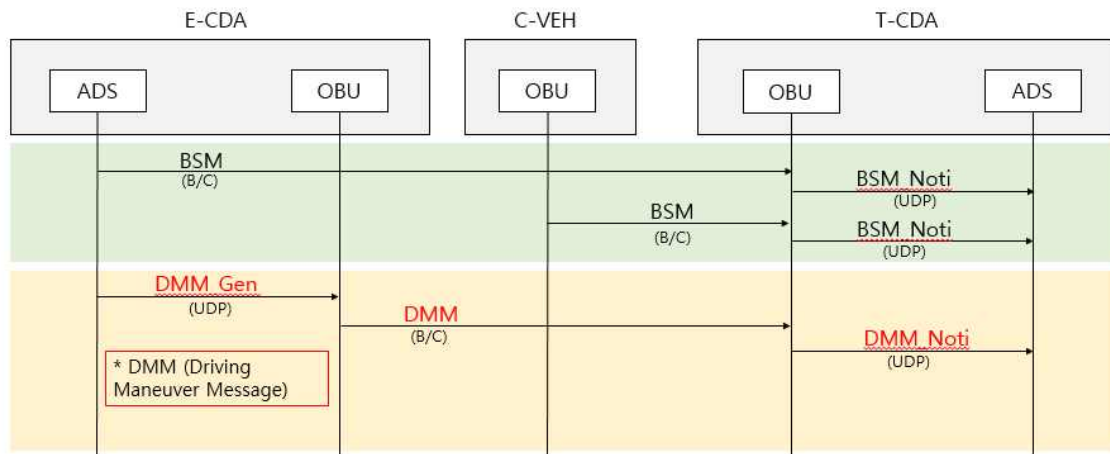 E-CDA C-VEH T-CDA
ADS OBU OBU OBU ADS
BSM
(B/C)
BSM_Noti
(UDP)
BSM
(B/C)
BSM_Noti
(UDP)
DMM_Gen
(UDP)
DMM
(B/C)
DMM_Noti
(UDP)
* DMM (Driving
Maneuver Message)